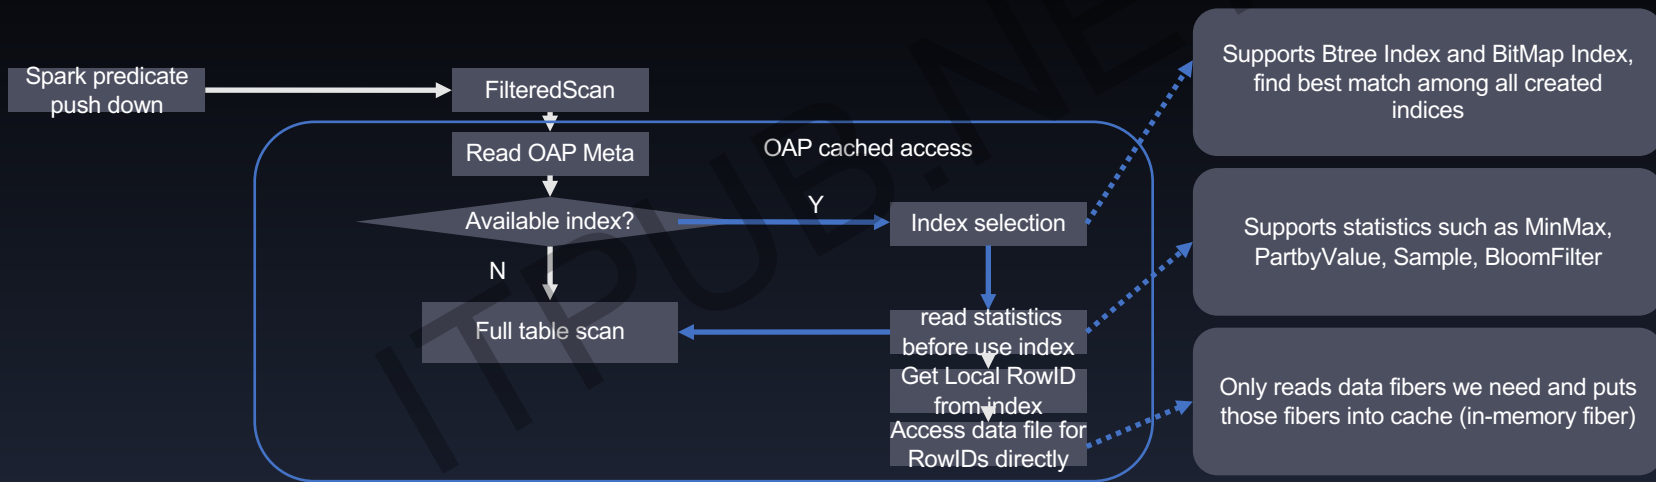 Spark predicate
push down
FilteredScan
Read OAP Meta
OAP cached access
Available index?
Y
N
Index selection
Full table scan
read statistics
before use index
Get Local RowID
from index
Access data file for
RowIDs directly
Supports Btree Index and BitMap Index,
find best match among all created
indices
Supports statistics such as MinMax,
PartbyValue, Sample, BloomFilter
Only reads data fibers we need and puts
those fibers into cache (in-memory fiber)
ITPUB.NET